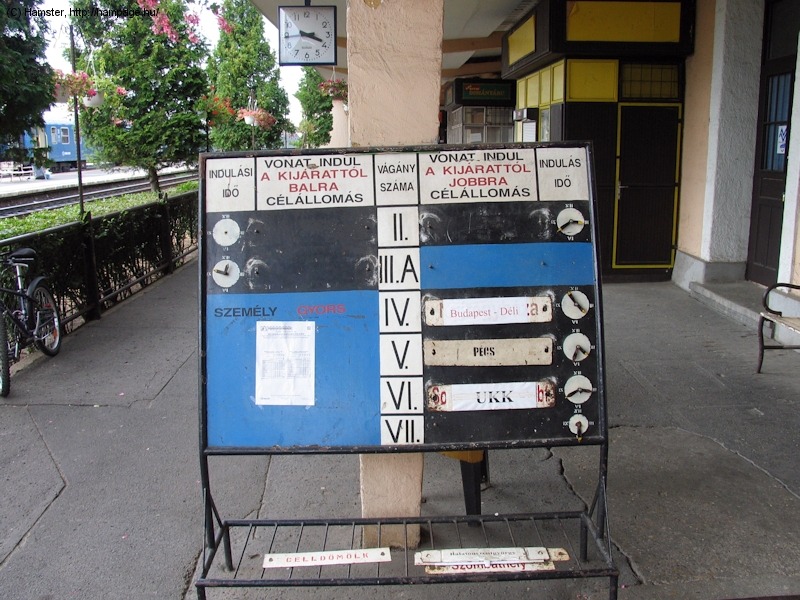 (C) Hamster, http://hampage.hu/
INDULÁSI
IDŐ
VONAT INDUL
A KIJÁRATTÓL
BALRA
CÉLÁLLOMÁS
VÁGÁNY
SZÁMA
VONAT INDUL
A KIJÁRATTÓL
JOBBRA
CÉLÁLLOMÁS
INDULÁS
IDŐ
II.
III.A
SZEMÉLY GYORS
IV.
Budapest - Déli
V.
PÉCS
VI.
UKK
VII.
CELLDÖMÖLK
Szombathely